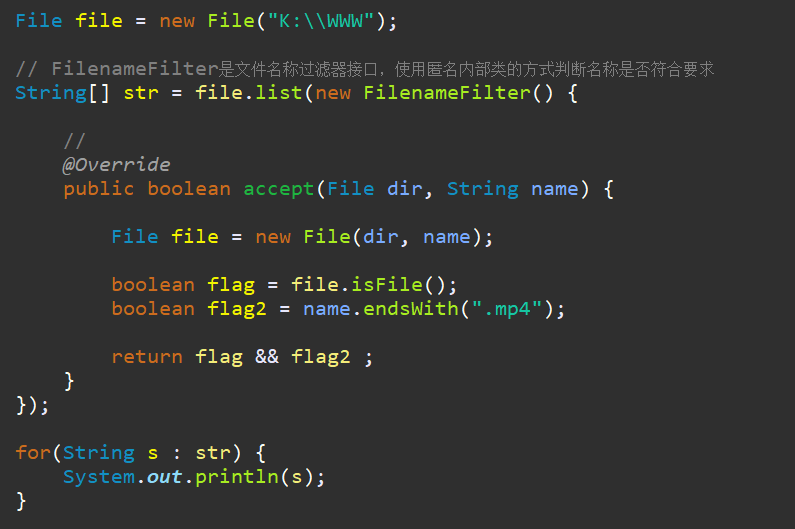 File file = new File("K:\\WWW");
// FilenameFilter是文件名称过滤器接口，使用匿名内部类的方式判断名称是否符合要求
String[] str = file.list(new FilenameFilter() {
//
@Override
public boolean accept(File dir, String name) {
File file = new File(dir, name);
boolean flag = file.isFile();
boolean flag2 = name.endsWith(".mp4");
return flag && flag2 ;
}
});
for(String s : str) {
System.out.println(s);
}